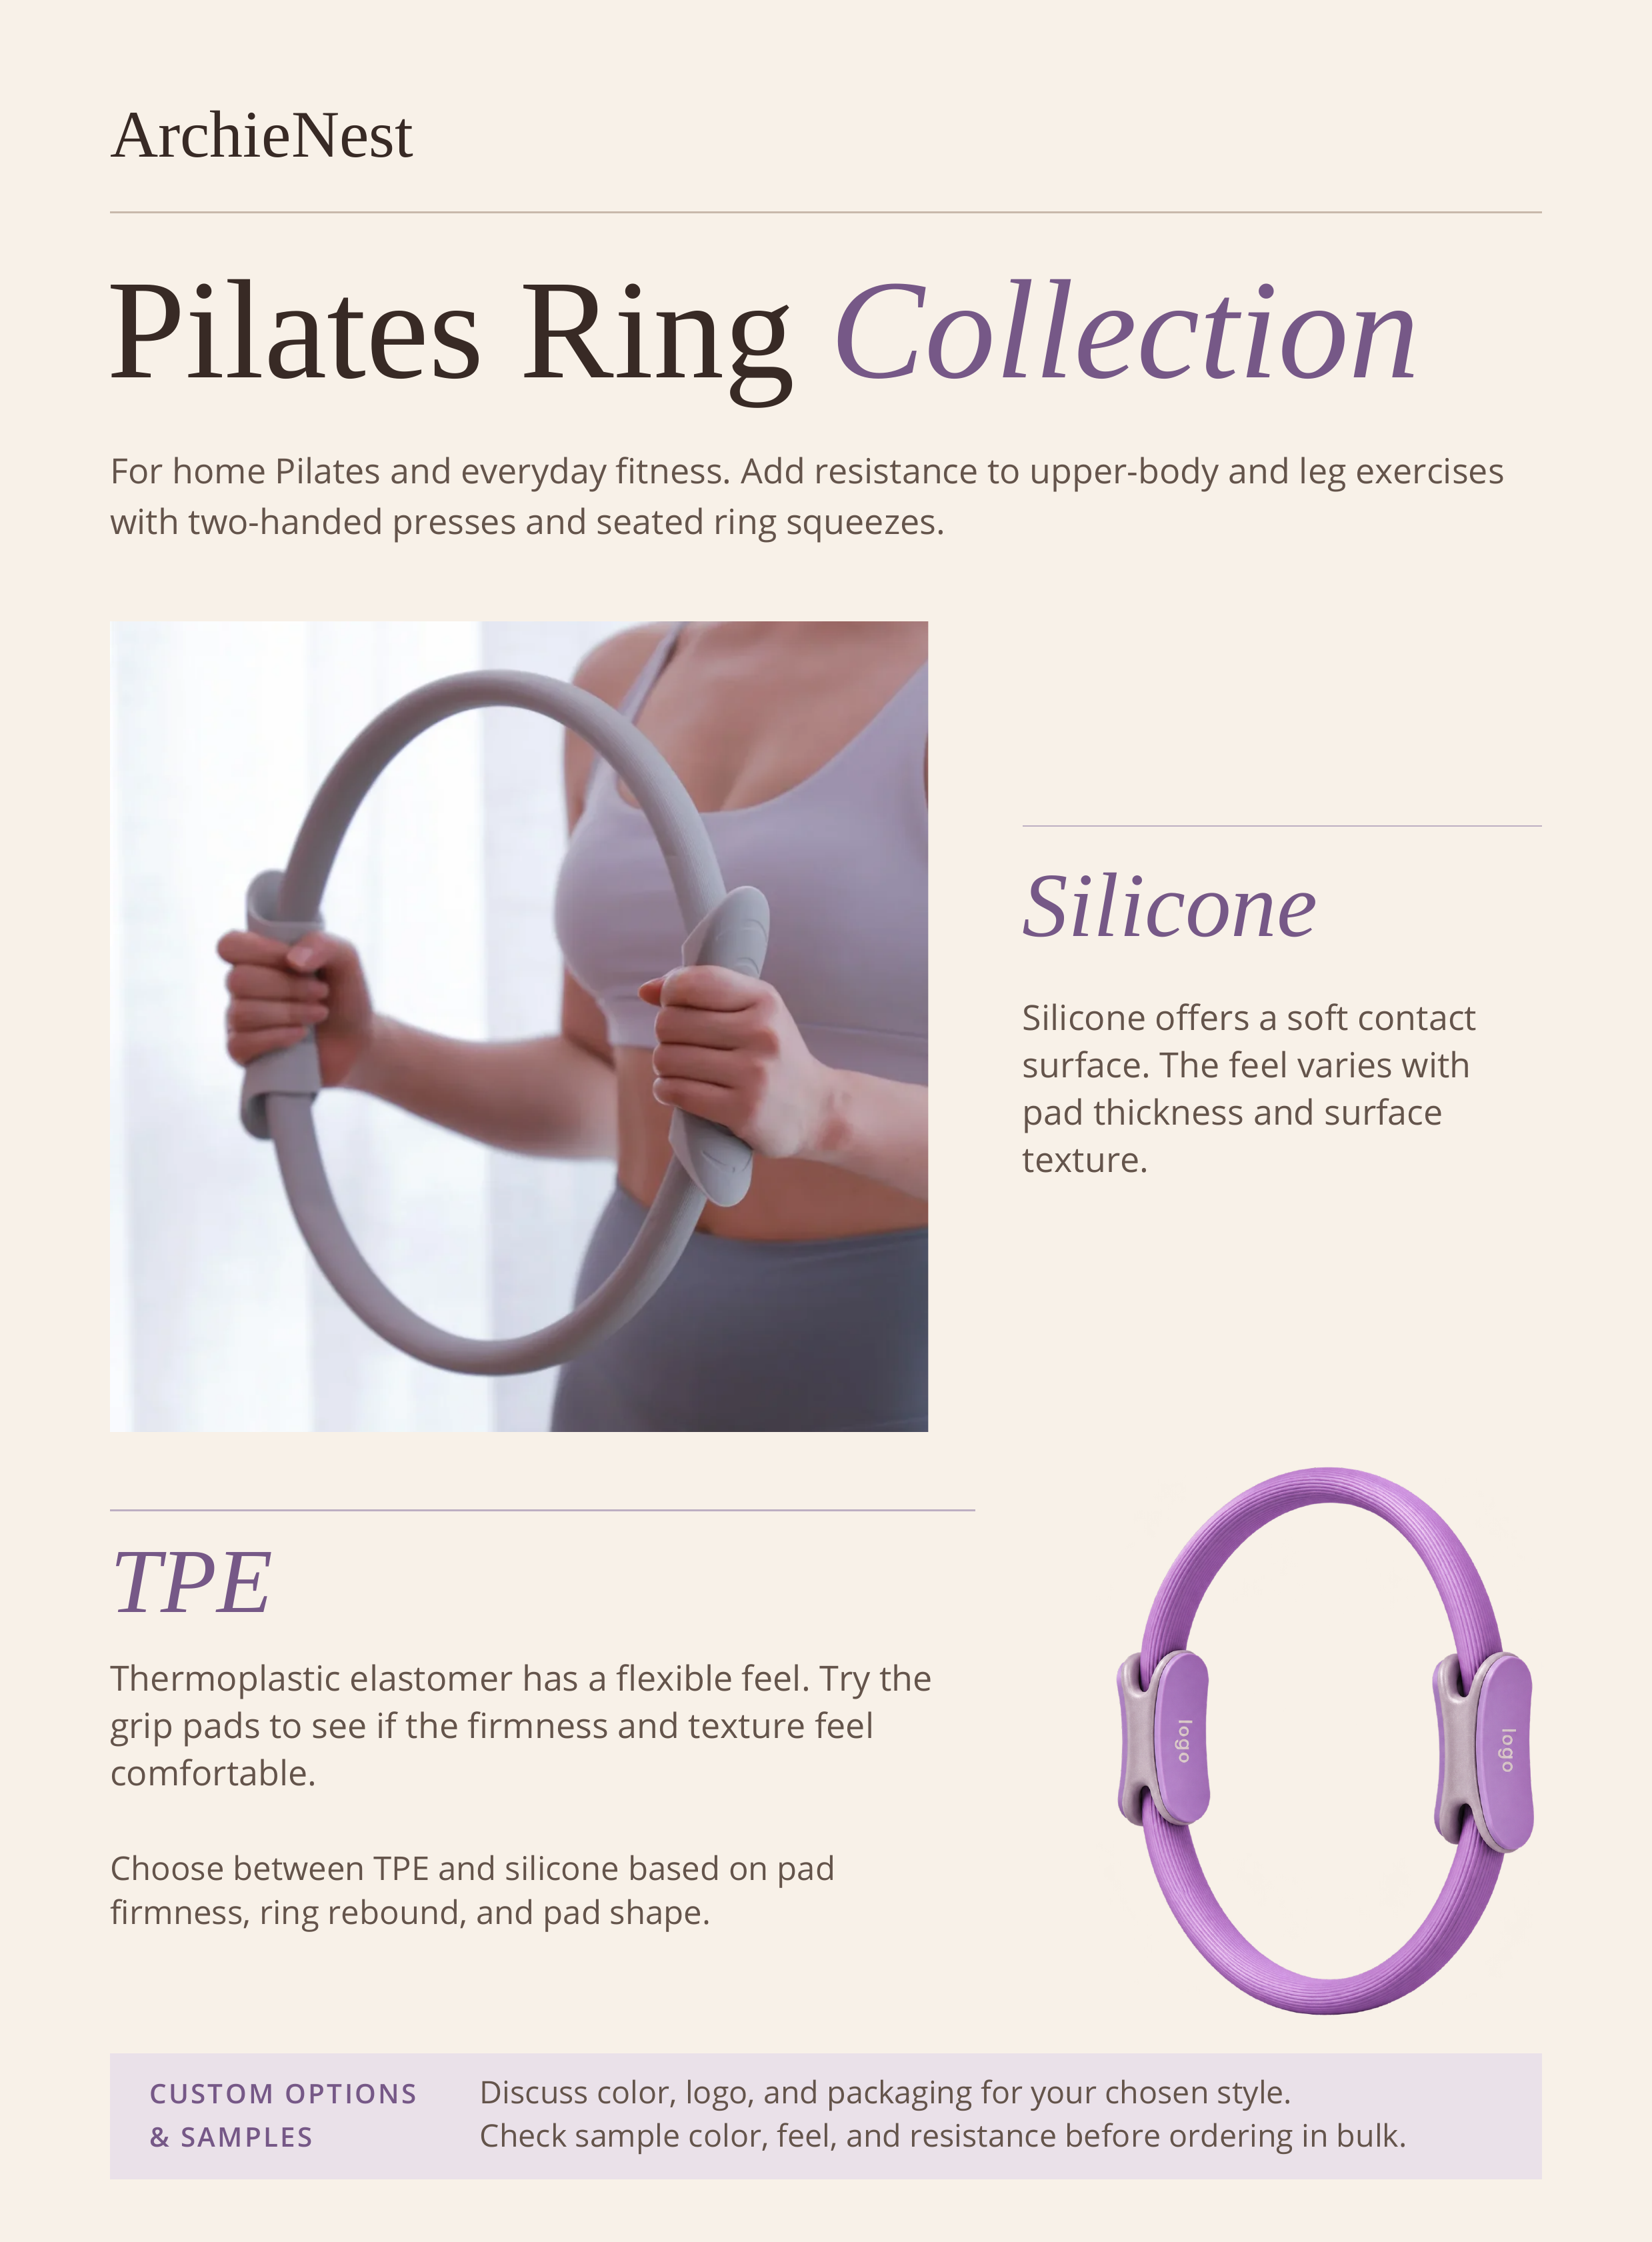 ArchieNest
Pilates Ring Collection
For home Pilates and everyday fitness. Add resistance to upper-body and leg exercises
with two-handed presses and seated ring squeezes.
Silicone
Silicone offers a soft contact
surface. The feel varies with
pad thickness and surface
texture.
TPE
Thermoplastic elastomer has a flexible feel. Try the
grip pads to see if the firmness and texture feel
comfortable.
Choose between TPE and silicone based on pad
firmness, ring rebound, and pad shape.
logo
logo
CUSTOM OPTIONS
& SAMPLES
Discuss color, logo, and packaging for your chosen style.
Check sample color, feel, and resistance before ordering in bulk.